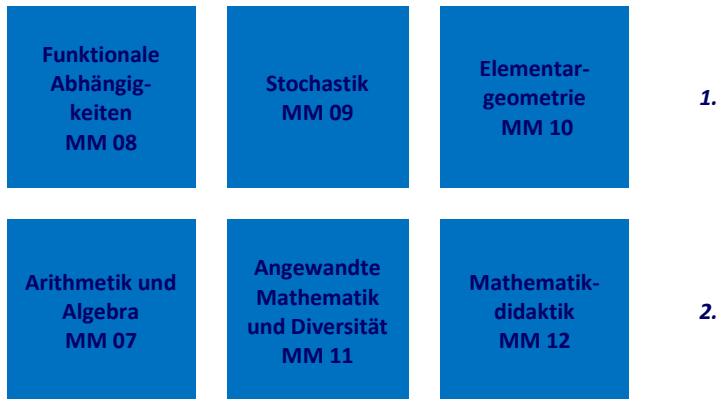 Funktionale
Abhängig-
keiten
MM 08
Stochastik
MM 09
Elementar-
geometrie
MM 10
1.
Arithmetik und
Algebra
MM 07
Angewandte
Mathematik
und Diversität
MM 11
Mathematik-
didaktik
MM 12
2.